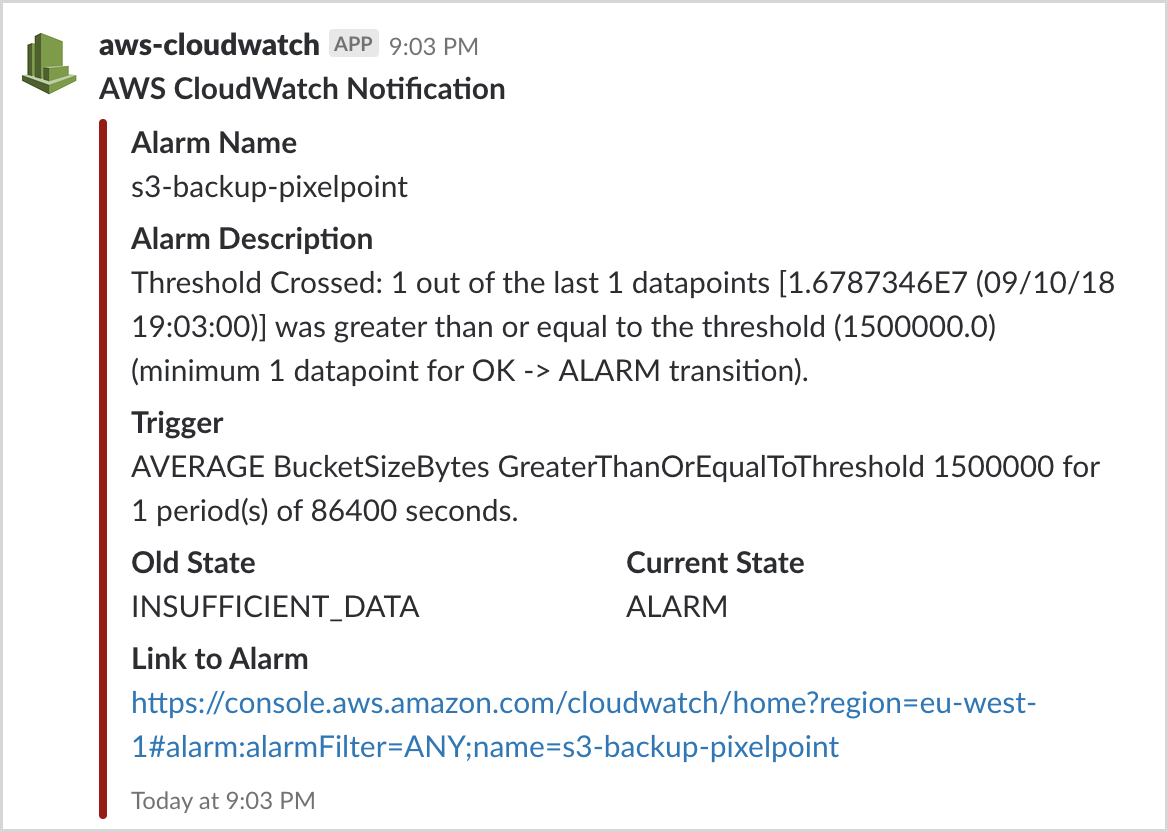 aws-cloudwatch APP 9:03 PM
AWS CloudWatch Notification
Alarm Name
s3-backup-pixelpoint
Alarm Description
Threshold Crossed: 1 out of the last 1 datapoints [1.6787346E7 (09/10/18
19:03:00)] was greater than or equal to the threshold (1500000.0)
(minimum 1 datapoint for OK -> ALARM transition).
Trigger
AVERAGE BucketSizeBytes GreaterThanOrEqualToThreshold 1500000 for
1 period(s) of 86400 seconds.
Old State Current State
INSUFFICIENT_DATA ALARM
Link to Alarm
https://console.aws.amazon.com/cloudwatch/home?region=eu-west-
1#alarm:alarmFilter=ANY;name=s3-backup-pixelpoint
Today at 9:03 PM